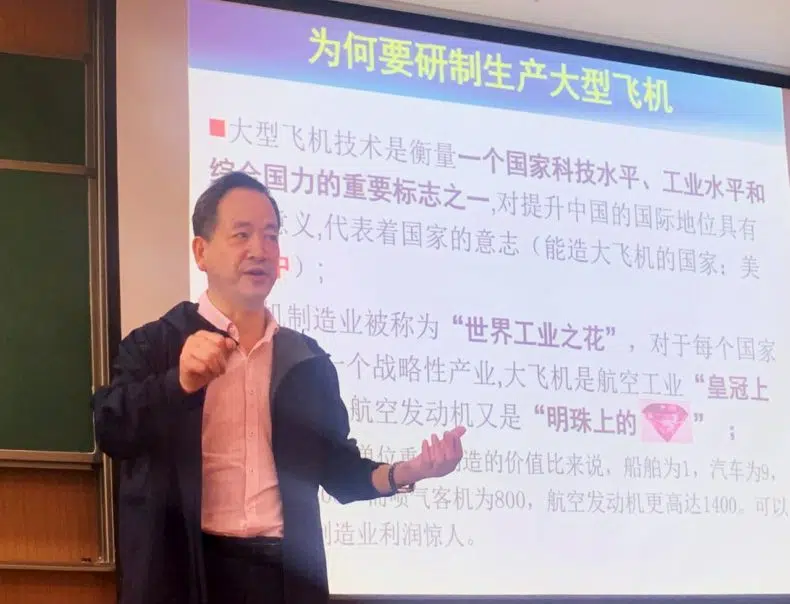 为何要研制生产大型飞机
大型飞机技术是衡量一个国家科技水平、工业水平和
综合国力的重要标志之一,对提升中国的国际地位具有
意义,代表着国家的意志（能造大飞机的国家：美
中）;
机制造业被称为“世界工业之花”，对于每个国家
一个战略性产业,大飞机是航空工业“皇冠上
航空发动机又是“明珠上的”；
单位重 造的价值比来说，船舶为1，汽车为9，
而喷气客机为800，航空发动机更高达1400。可以
制造业利润惊人。